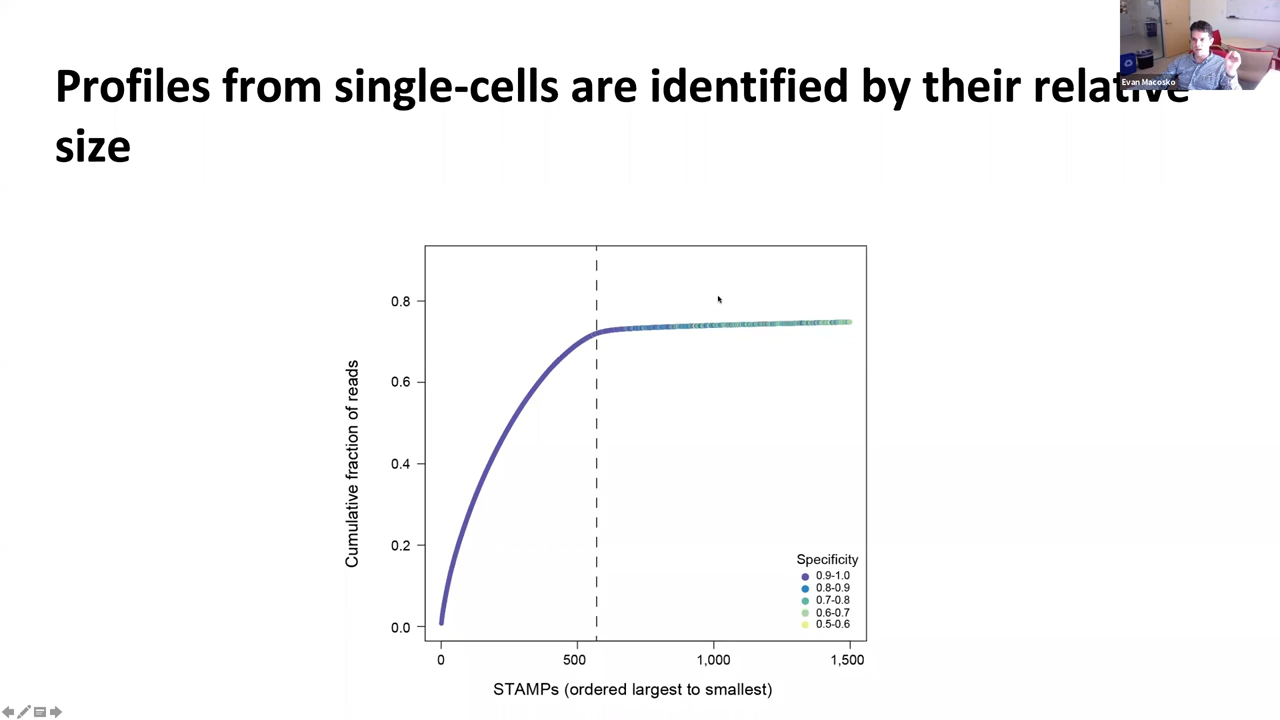 Profiles from single-cells are identified by their relative
size
Evan Macosko
Cumulative fraction of reads
0.8
0.6
0.4
0.2
0.0
Specificity
0.9-1.0
0.8-0.9
0.7-0.8
0.6-0.7
0.5-0.6
0 500 1,000 1,500
STAMPs (ordered largest to smallest)